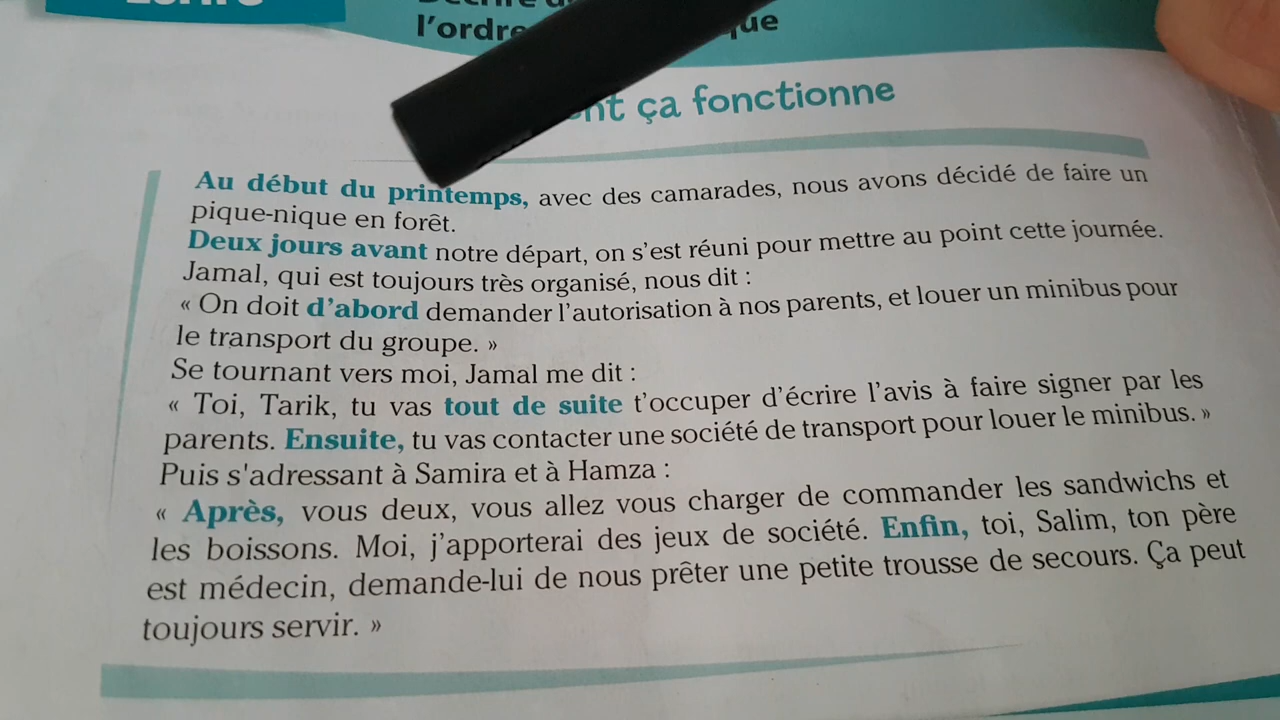 l'ordre
ça fonctionne
Au début du printemps, avec des camarades, nous avons décidé de faire un
pique-nique en forêt.
Deux jours avant notre départ, on s'est réuni pour mettre au point cette journée.
Jamal, qui est toujours très organisé, nous dit :
« On doit d'abord demander l'autorisation à nos parents, et louer un minibus pour
le transport du groupe. »
Se tournant vers moi, Jamal me dit :
« Toi, Tarik, tu vas tout de suite t'occuper d'écrire l'avis à faire signer par les
parents. Ensuite, tu vas contacter une société de transport pour louer le minibus. »
Puis s'adressant à Samira et à Hamza :
« Après, vous deux, vous allez vous charger de commander les sandwichs et
les boissons. Moi, j'apporterai des jeux de société. Enfin, toi, Salim, ton père
est médecin, demande-lui de nous prêter une petite trousse de secours. Ça peut
toujours servir. »